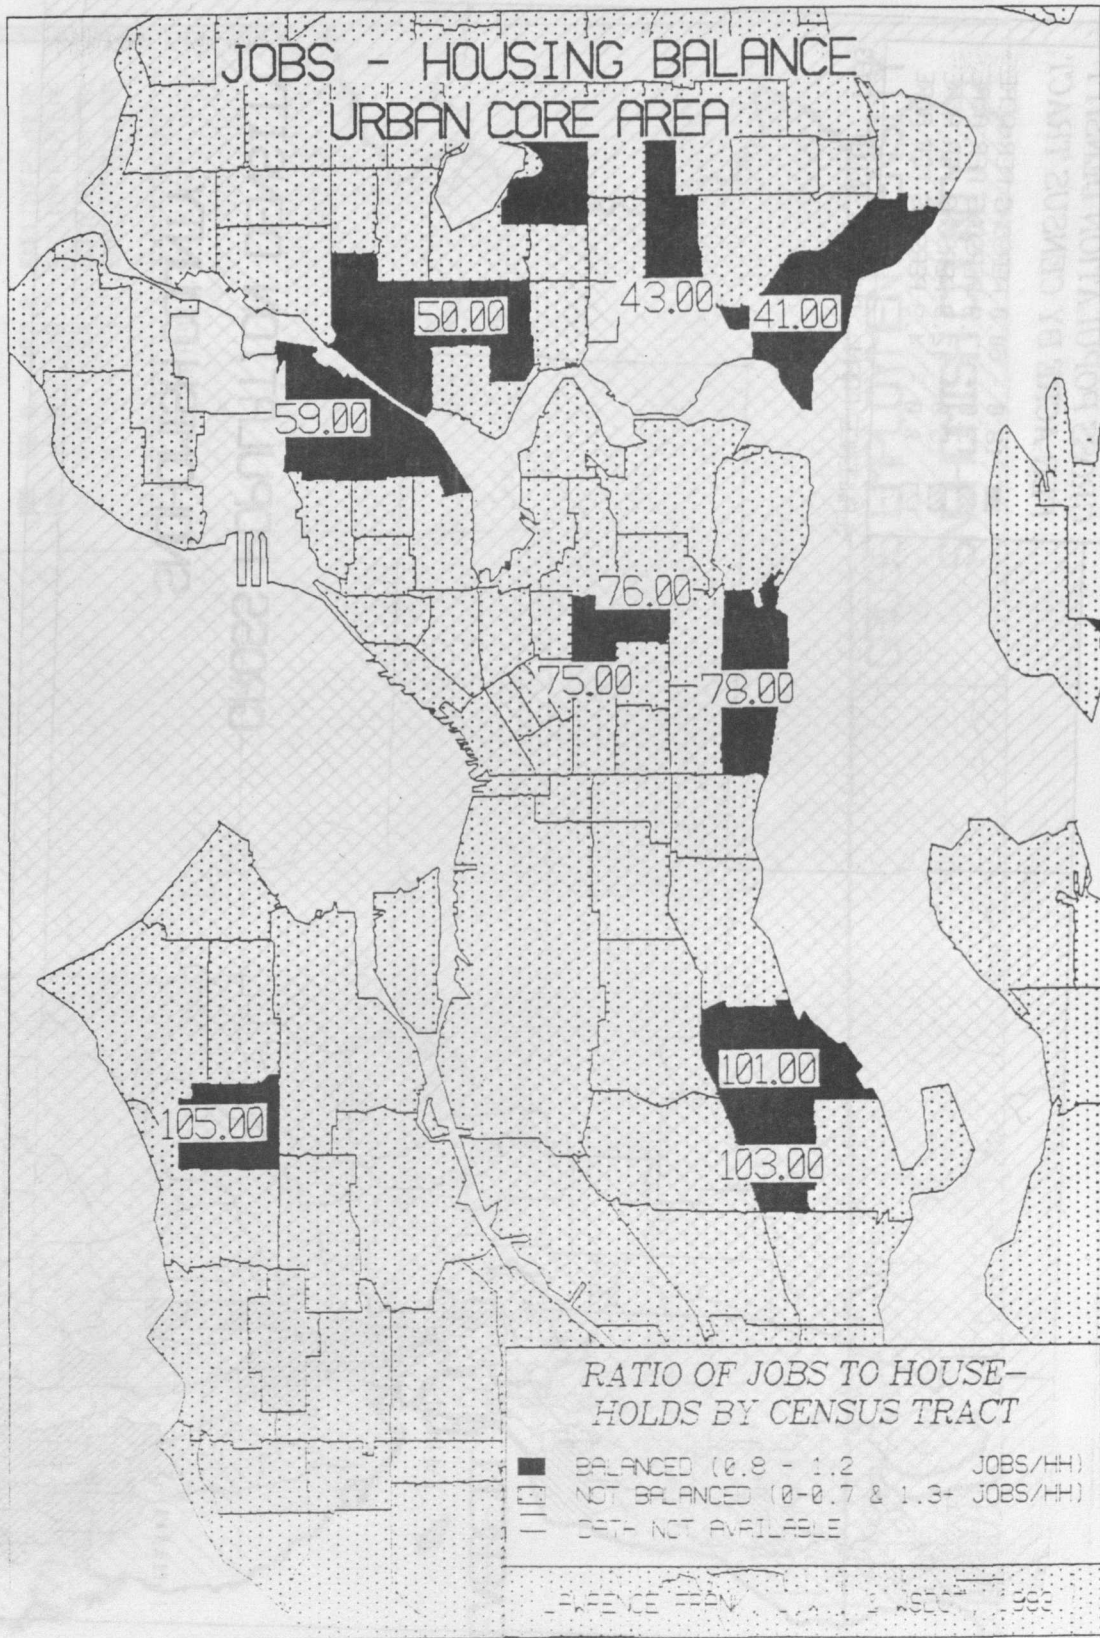 JOBS - HOUSING BALANCE
URBAN CORE AREA
50.00
43.00
41.00
59.00
76.00
75.00
78.00
101.00
105.00
103.00
RATIO OF JOBS TO HOUSE-
HOLDS BY CENSUS TRACT
BALANCED (0.8 - 1.2 JOBS/HH)
NOT BALANCED (0-0.7 & 1.3+ JOBS/HH)
DATA NOT AVAILABLE
LAWRENCE FRANK